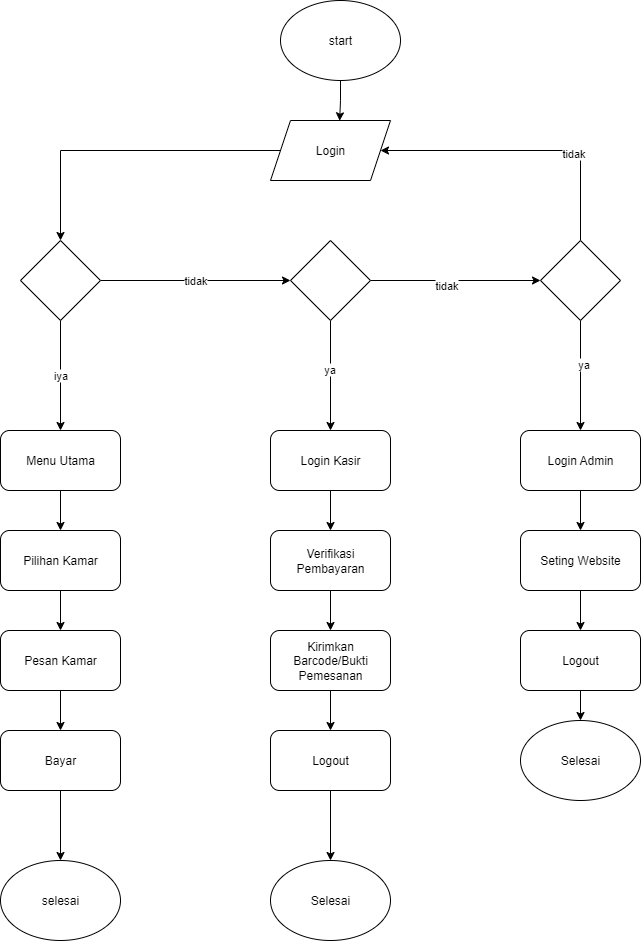 start
Login
tidak
tidak
tidak
iya
ya
ya
Menu Utama
Login Kasir
Login Admin
Pilihan Kamar
Verifikasi
Pembayaran
Seting Website
Pesan Kamar
Kirimkan
Barcode/Bukti
Pemesanan
Logout
Bayar
Logout
Selesai
selesai
Selesai